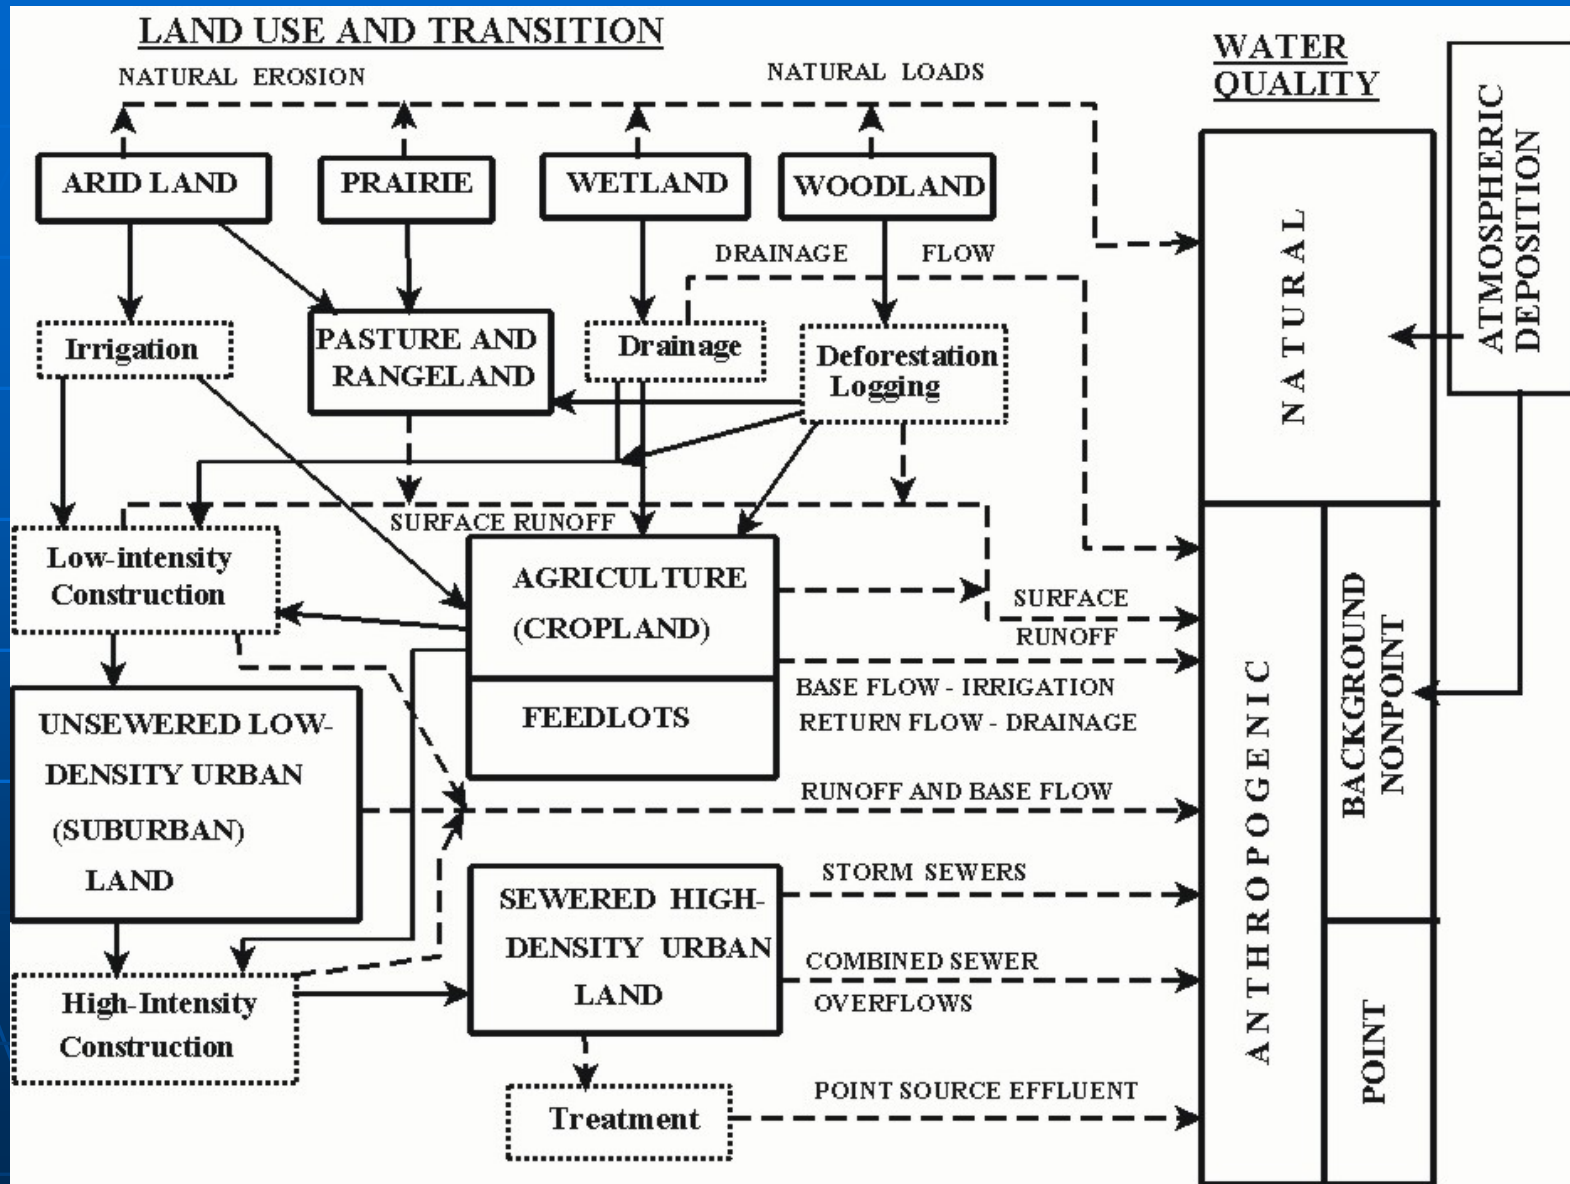 LAND USE AND TRANSITION
WATER
QUALITY
NATURAL EROSION
NATURAL LOADS
ATMOSPHERIC
DEPOSITION
ARID LAND
PRAIRIE
WETLAND
WOODLAND
NATURAL
DRAINAGE FLOW
Irrigation
PASTURE AND
RANGELAND
Drainage
Deforestation
Logging
SURFACE RUNOFF
Low-intensity
Construction
AGRICULTURE
(CROPLAND)
FEEDLOTS
SURFACE
RUNOFF
BASE FLOW - IRRIGATION
RETURN FLOW - DRAINAGE
ANTHROPOGENIC
BACKGROUND
NONPOINT
UNSEWERED LOW-
DENSITY URBAN
(SUBURBAN)
LAND
RUNOFF AND BASE FLOW
STORM SEWERS
SEWERED HIGH-
DENSITY URBAN
LAND
COMBINED SEWER
OVERFLOWS
POINT
High-Intensity
Construction
Treatment
POINT SOURCE EFFLUENT